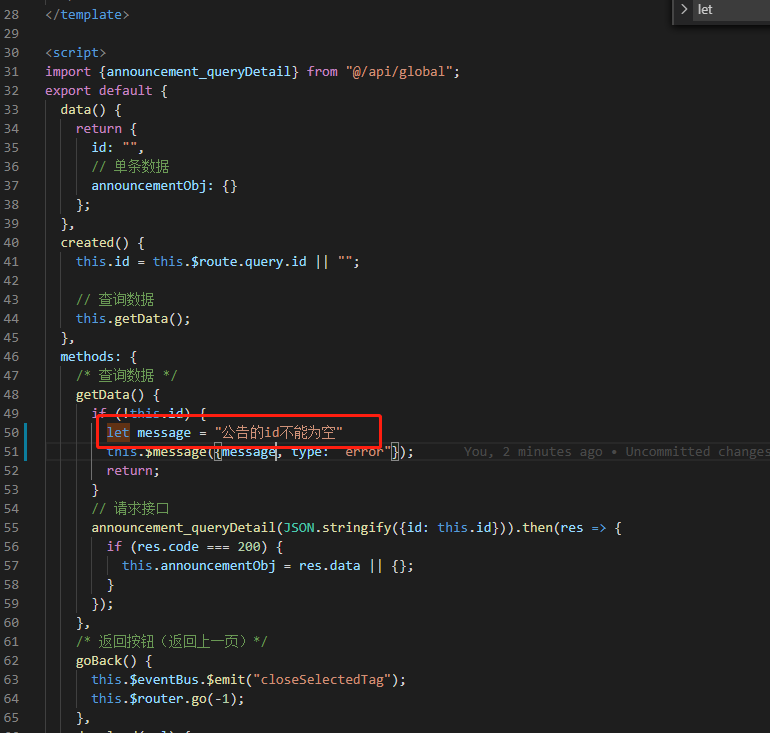 let
28 </template>
29
30 <script>
31 import {announcement_queryDetail} from "@/api/global";
32 export default {
33 data() {
34 return {
35 id: "",
36 // 单条数据
37 announcementObj: {}
38 };
39 },
40 created() {
41 this.id = this.$route.query.id || "";
42
43 // 查询数据
44 this.getData();
45 },
46 methods: {
47 /* 查询数据 */
48 getData() {
49 if (!this.id) {
50 let message = "公告的id不能为空"
51 this.$message({message, type: "error"}); You, 2 minutes ago • Uncommitted changes
52 return;
53 }
54 // 请求接口
55 announcement_queryDetail(JSON.stringify({id: this.id})).then(res => {
56 if (res.code === 200) {
57 this.announcementObj = res.data || {};
58 }
59 });
60 },
61 /* 返回按钮（返回上一页）*/
62 goBack() {
63 this.$eventBus.$emit("closeSelectedTag");
64 this.$router.go(-1);
65 },